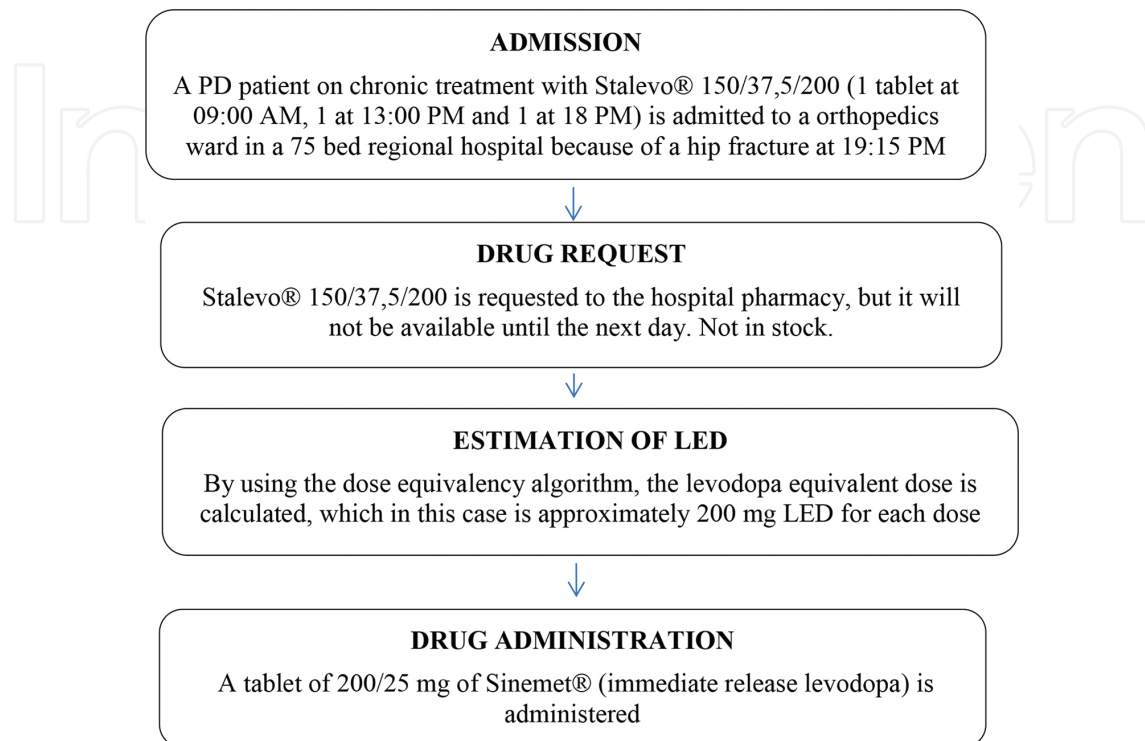 ADMISSION
A PD patient on chronic treatment with Stalevo® 150/37,5/200 (1 tablet at
09:00 AM, 1 at 13:00 PM and 1 at 18 PM) is admitted to a orthopedics
ward in a 75 bed regional hospital because of a hip fracture at 19:15 PM
DRUG REQUEST
Stalevo® 150/37,5/200 is requested to the hospital pharmacy, but it will
not be available until the next day. Not in stock.
ESTIMATION OF LED
By using the dose equivalency algorithm, the levodopa equivalent dose is
calculated, which in this case is approximately 200 mg LED for each dose
DRUG ADMINISTRATION
A tablet of 200/25 mg of Sinemet® (immediate release levodopa) is
administered